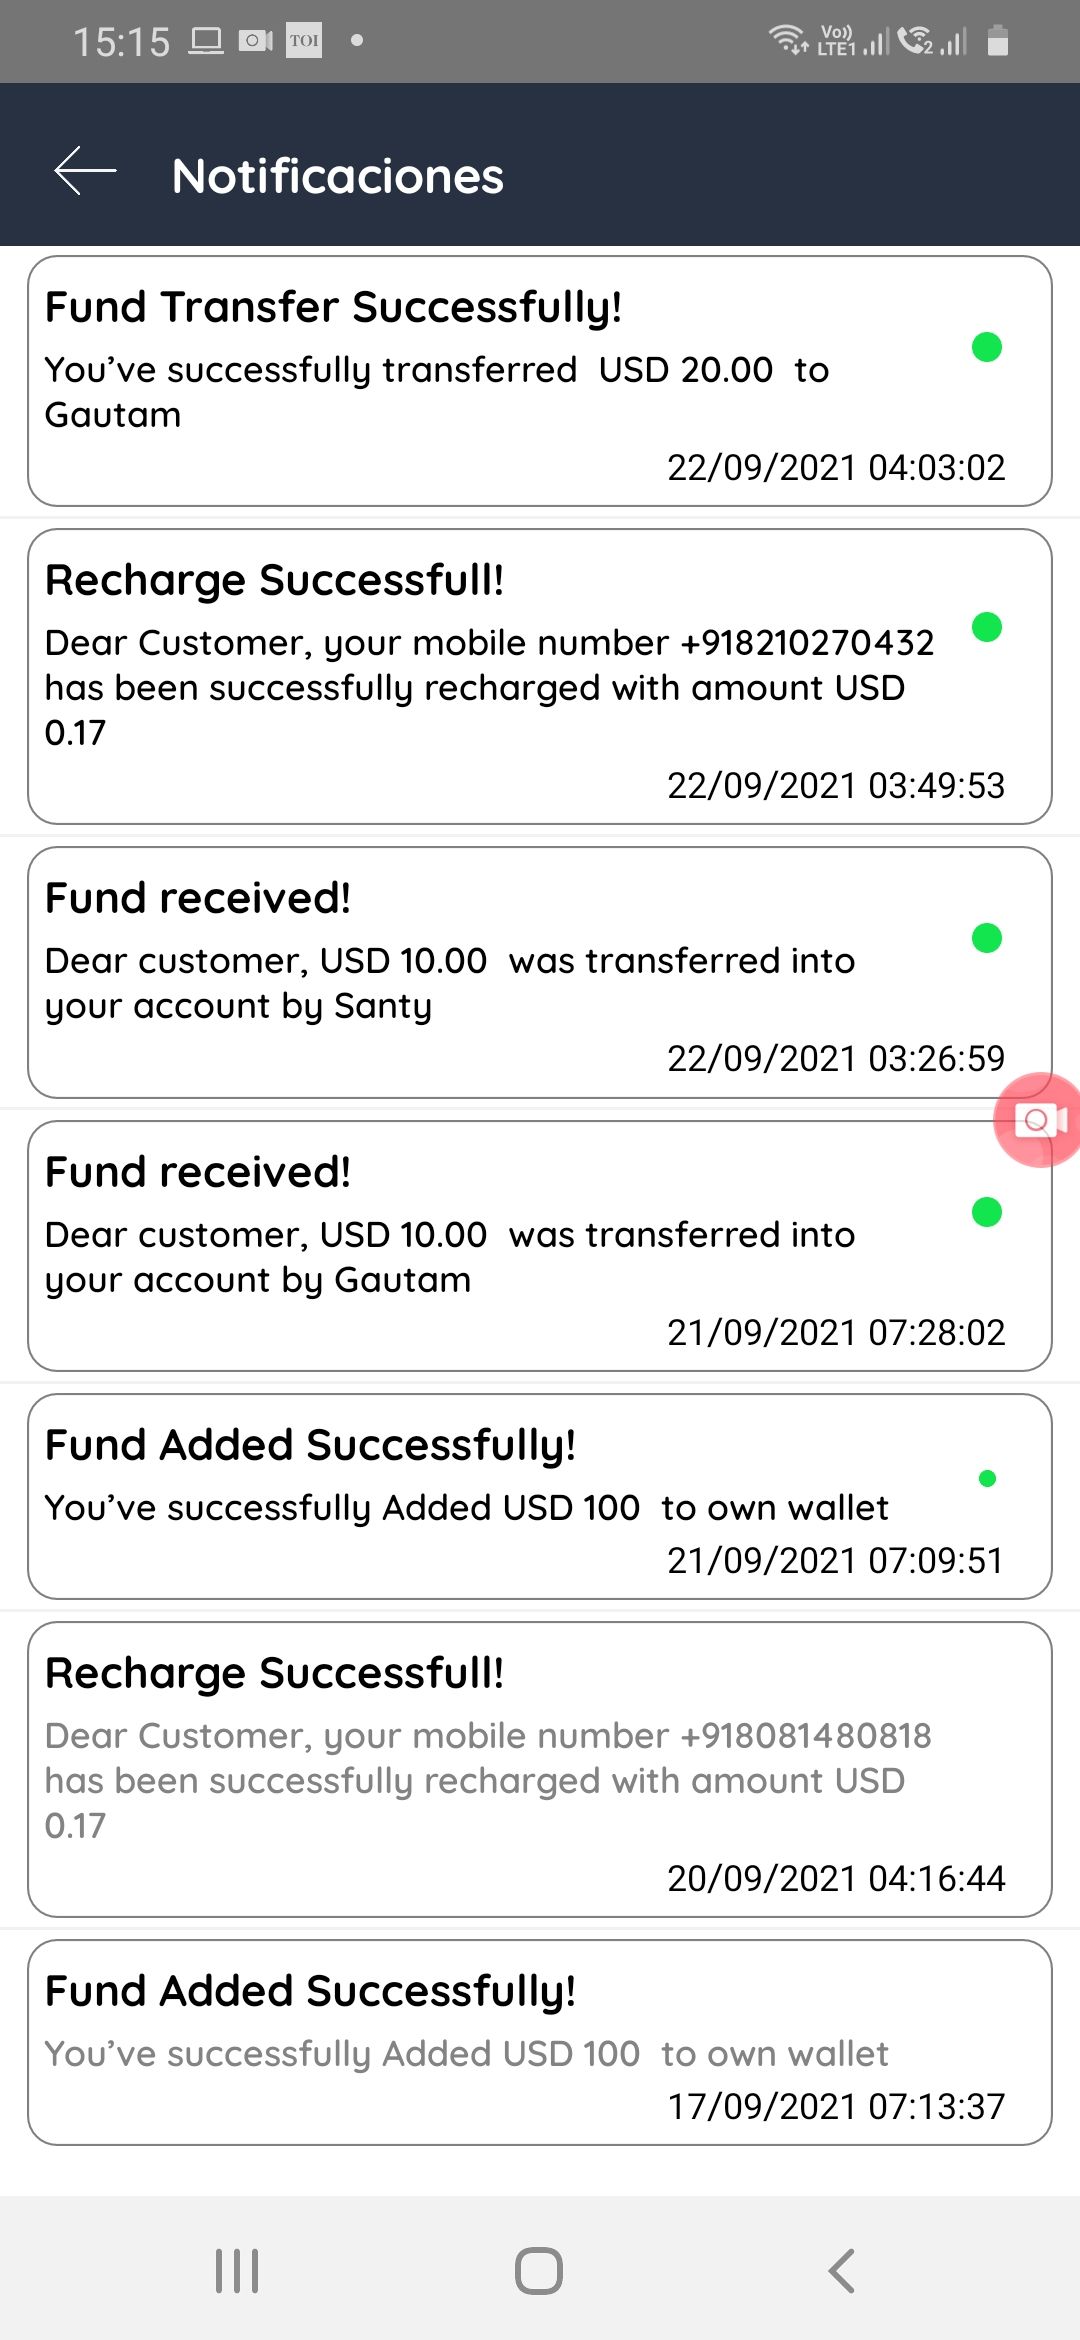 15:15 TOI Vo)) LTE1 2
Notificaciones
Fund Transfer Successfully!
You’ve successfully transferred USD 20.00 to
Gautam
22/09/2021 04:03:02
Recharge Successfull!
Dear Customer, your mobile number +918210270432
has been successfully recharged with amount USD
0.17
22/09/2021 03:49:53
Fund received!
Dear customer, USD 10.00 was transferred into
your account by Santy
22/09/2021 03:26:59
Fund received!
Dear customer, USD 10.00 was transferred into
your account by Gautam
21/09/2021 07:28:02
Fund Added Successfully!
You’ve successfully Added USD 100 to own wallet
21/09/2021 07:09:51
Recharge Successfull!
Dear Customer, your mobile number +918081480818
has been successfully recharged with amount USD
0.17
20/09/2021 04:16:44
Fund Added Successfully!
You’ve successfully Added USD 100 to own wallet
17/09/2021 07:13:37